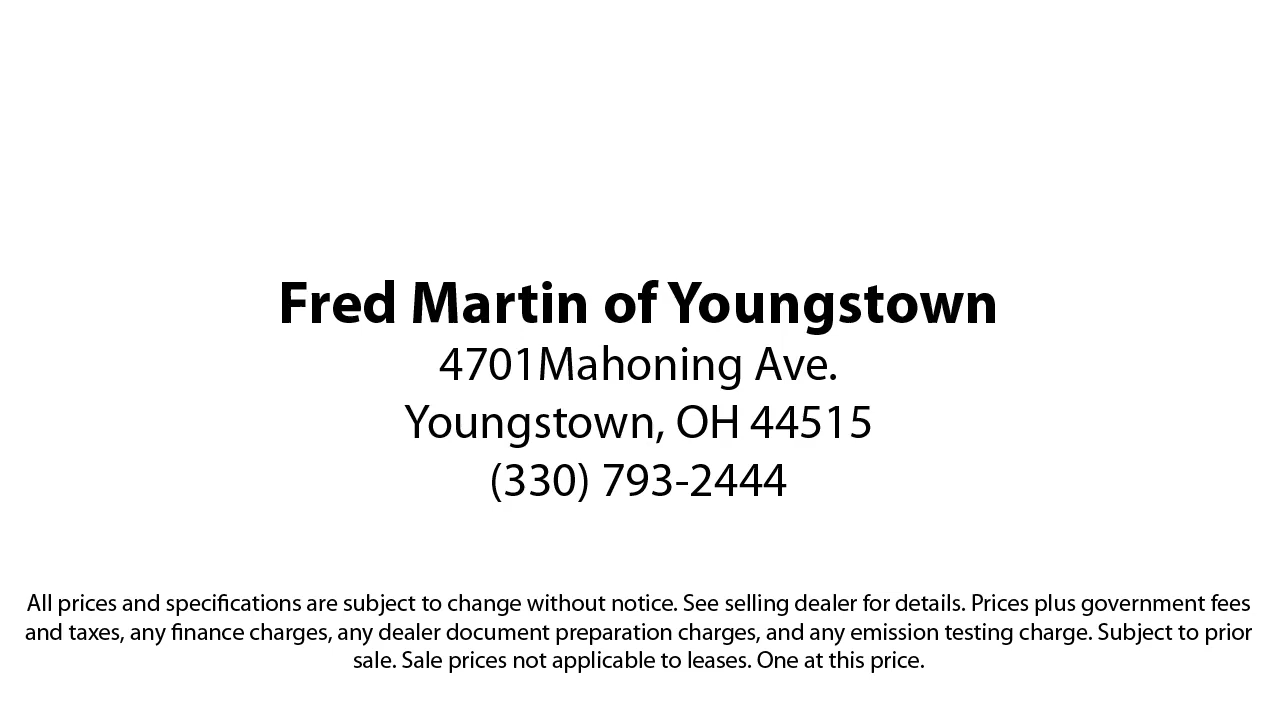 Fred Martin of Youngstown
4701Mahoning Ave.
Youngstown, OH 44515
(330) 793-2444
All prices and specifications are subject to change without notice. See selling dealer for details. Prices plus government fees
and taxes, any finance charges, any dealer document preparation charges, and any emission testing charge. Subject to prior
sale. Sale prices not applicable to leases. One at this price.